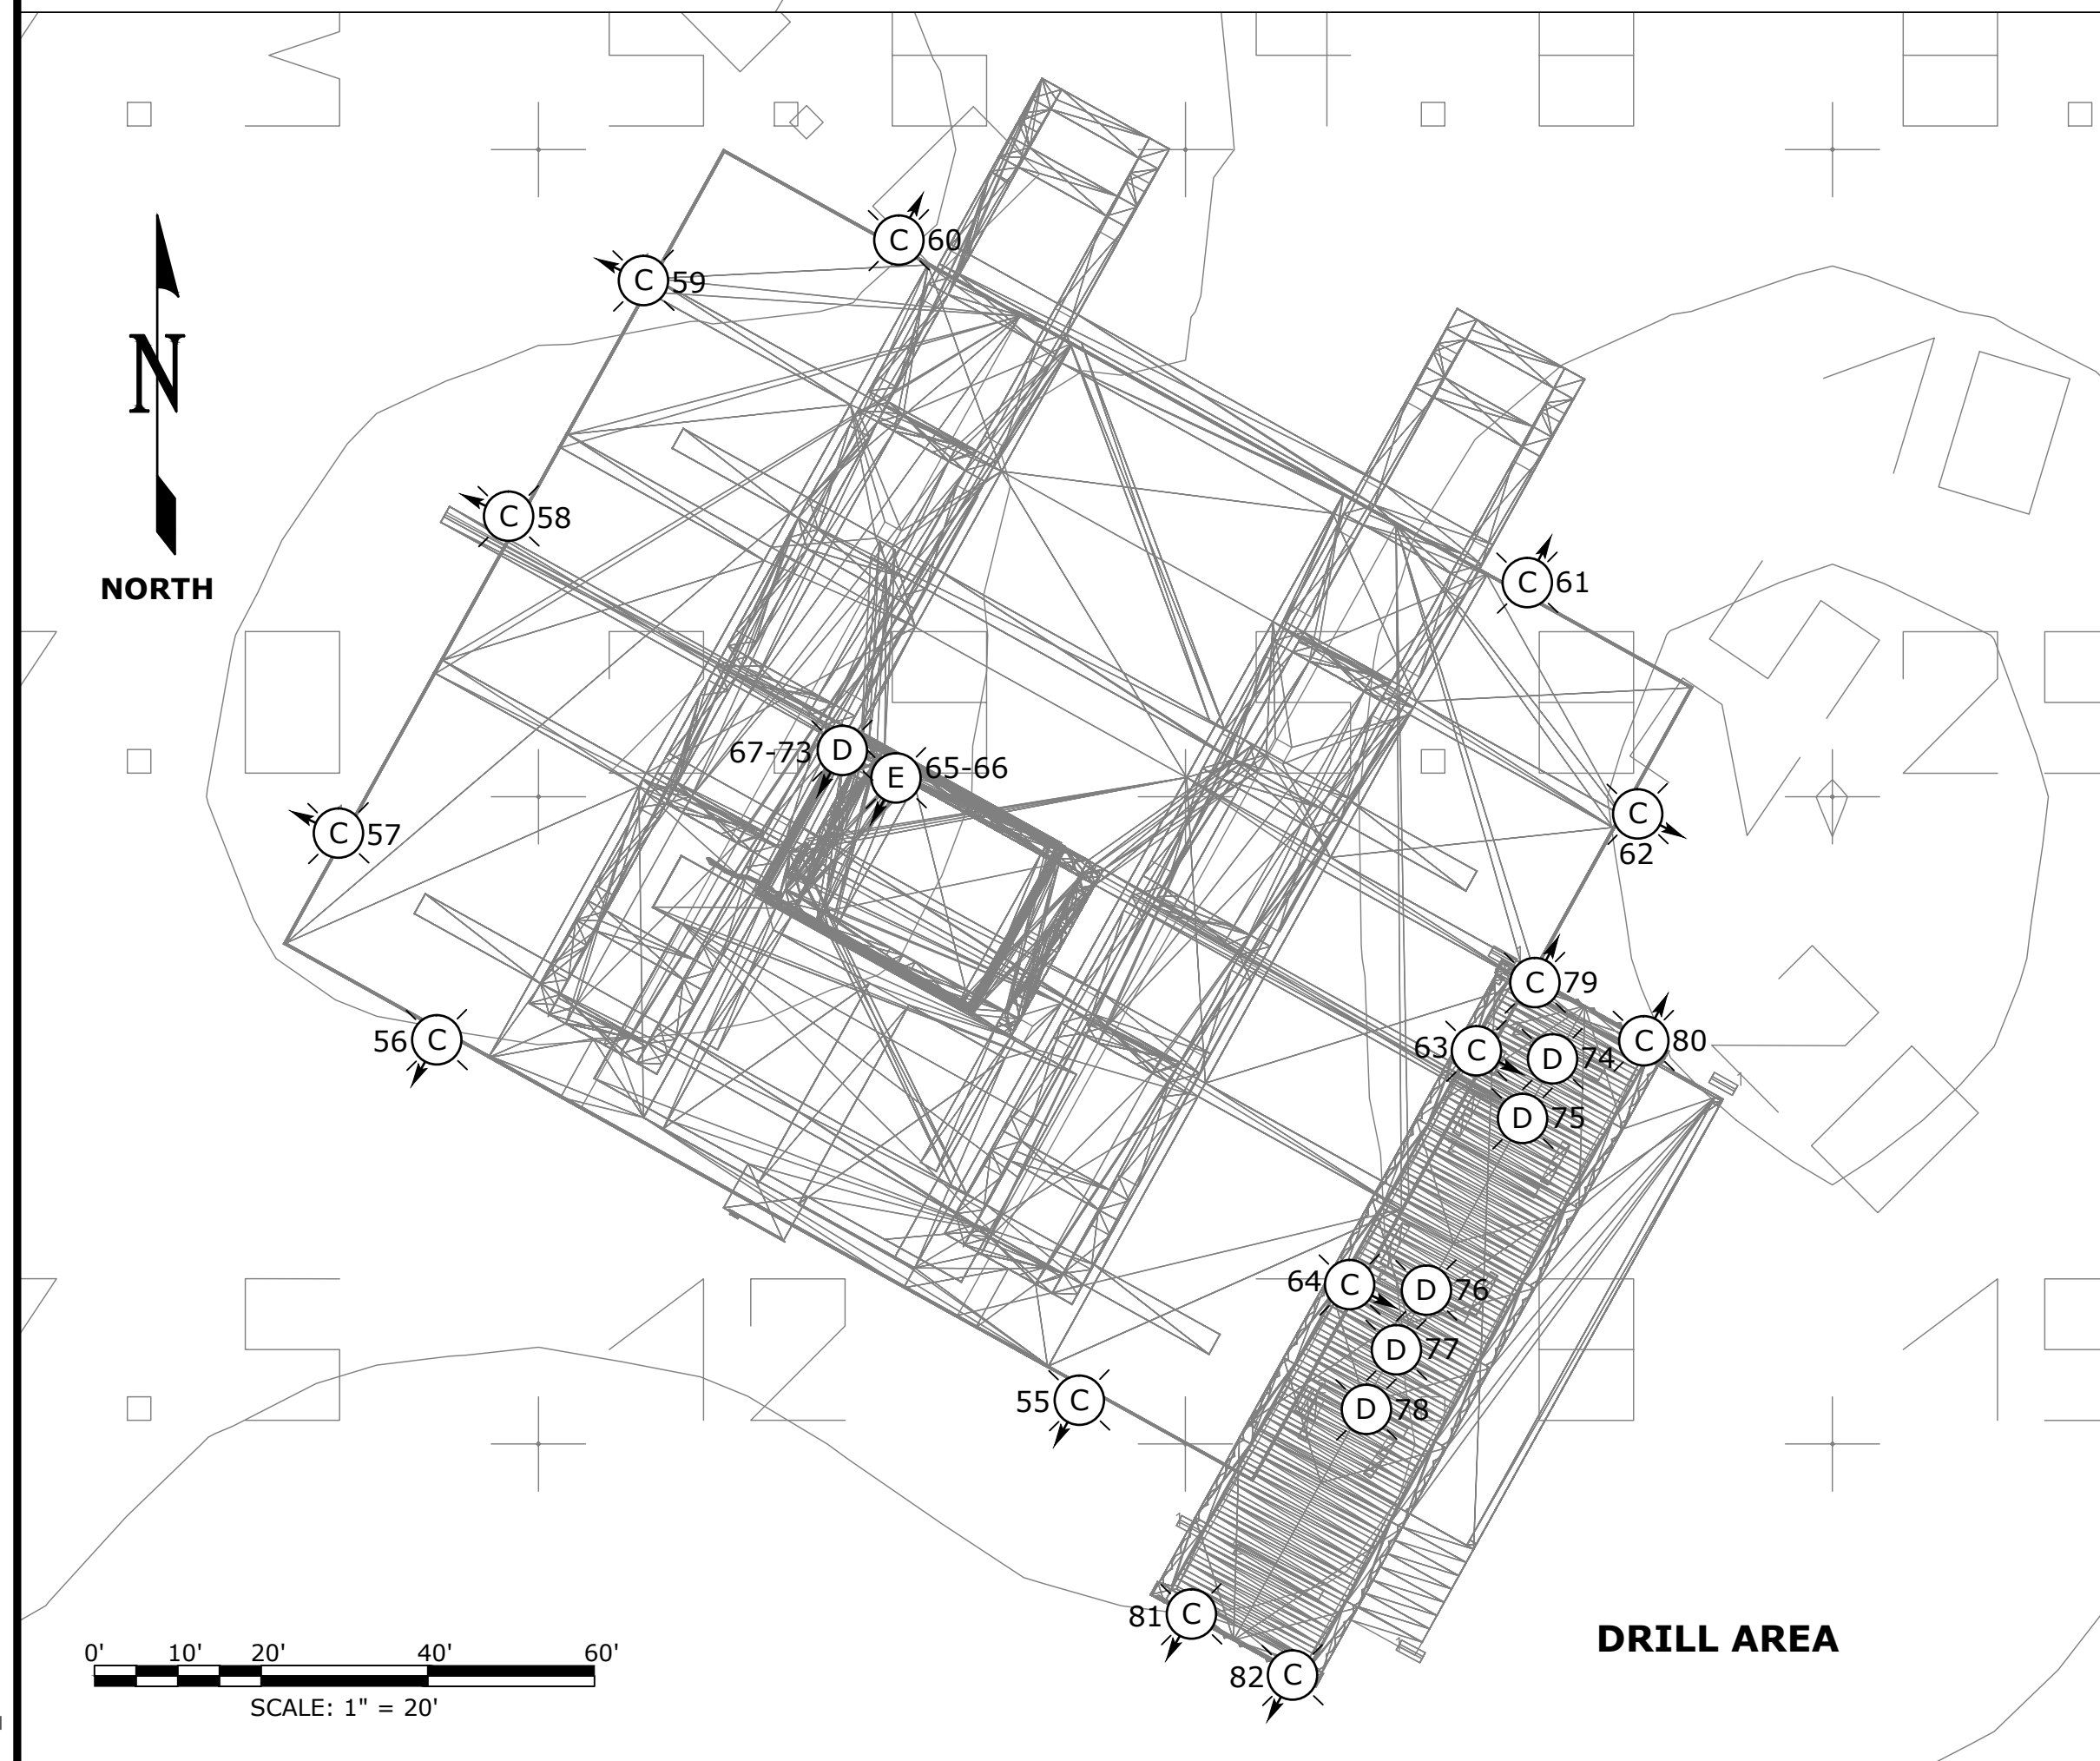 C 60
C 59
N
C 58
C 61
NORTH
67-73 D
E 65-66
C
62
C 57
C 79
56 C
63 C
D 74
C 80
D 75
64 C
D 76
D 77
55 C
D 78
81 C
DRILL AREA
0' 10' 20' 40' 60'
82 C
SCALE: 1" = 20'